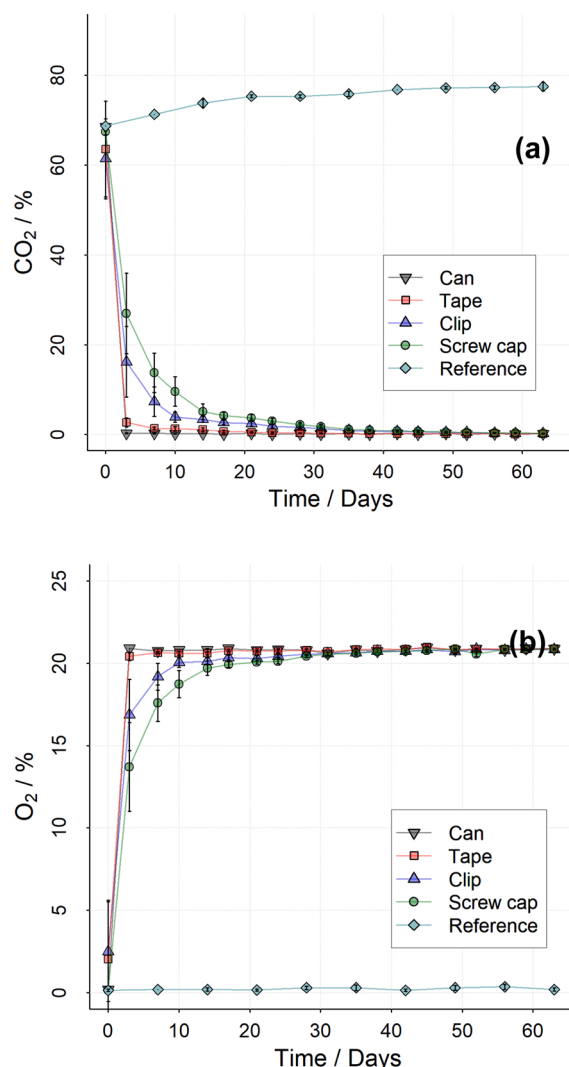 80
60
40
20
0
CO₂ / %
(a)
Can
Tape
Clip
Screw cap
Reference
0 10 20 30 40 50 60
Time / Days
25
20
15
10
5
0
O₂ / %
(b)
Can
Tape
Clip
Screw cap
Reference
0 10 20 30 40 50 60
Time / Days